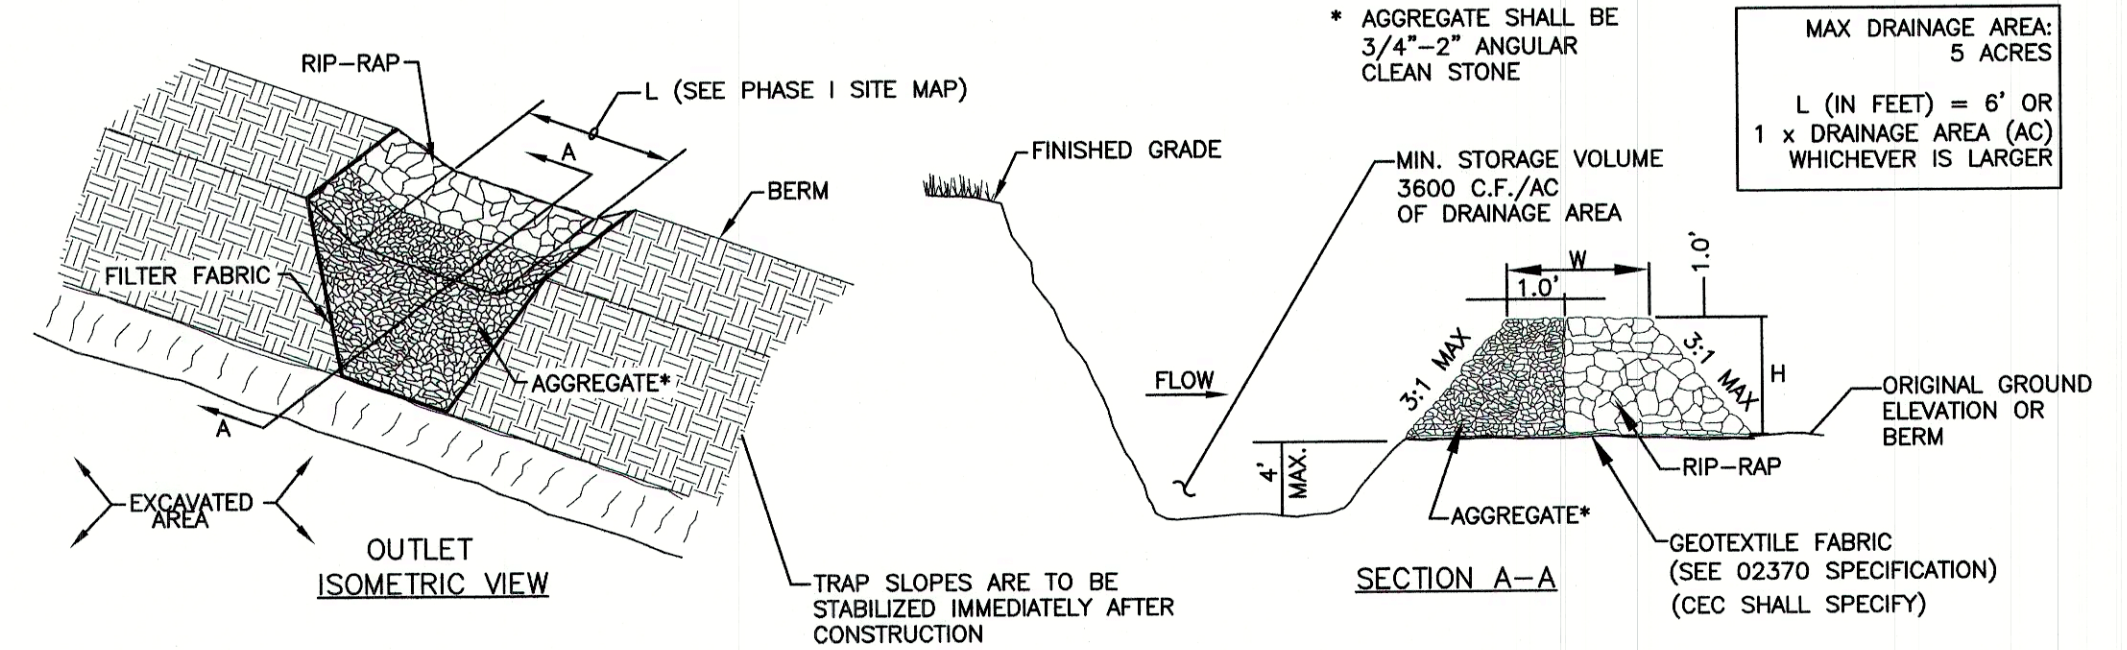 RIP-RAP
L (SEE PHASE I SITE MAP)
A
BERM
FILTER FABRIC
AGGREGATE*
A
EXCAVATED
AREA
OUTLET
ISOMETRIC VIEW
TRAP SLOPES ARE TO BE
STABILIZED IMMEDIATELY AFTER
CONSTRUCTION
* AGGREGATE SHALL BE
3/4"-2" ANGULAR
CLEAN STONE
MAX DRAINAGE AREA:
5 ACRES
L (IN FEET) = 6' OR
1 x DRAINAGE AREA (AC)
WHICHEVER IS LARGER
FINISHED GRADE
MIN. STORAGE VOLUME
3600 C.F./AC
OF DRAINAGE AREA
W
1.0'
1.0'
3:1 MAX
3:1 MAX
H
FLOW
4'
MAX.
ORIGINAL GROUND
ELEVATION OR
BERM
RIP-RAP
AGGREGATE*
GEOTEXTILE FABRIC
(SEE 02370 SPECIFICATION)
(CEC SHALL SPECIFY)
SECTION A-A